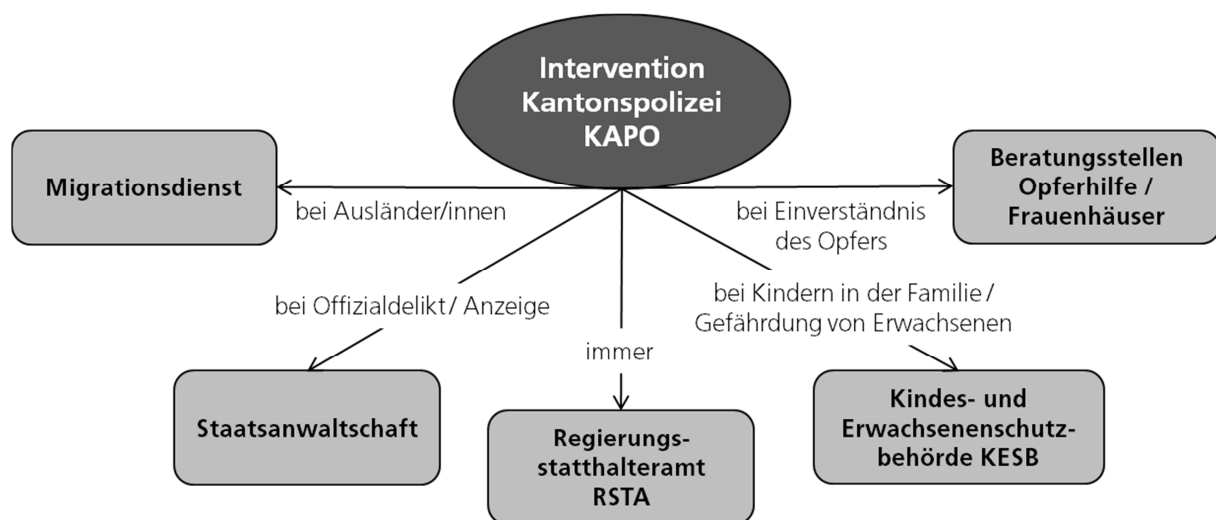 Intervention
Kantonspolizei
KAPO
Migrationsdienst
bei Ausländer/innen
bei Einverständnis
des Opfers
Beratungsstellen
Opferhilfe /
Frauenhäuser
bei Offizialdelikt / Anzeige
bei Kindern in der Familie /
Gefährdung von Erwachsenen
immer
Staatsanwaltschaft
Regierungs-
statthalteramt
RSTA
Kindes- und
Erwachsenenschutz-
behörde KESB